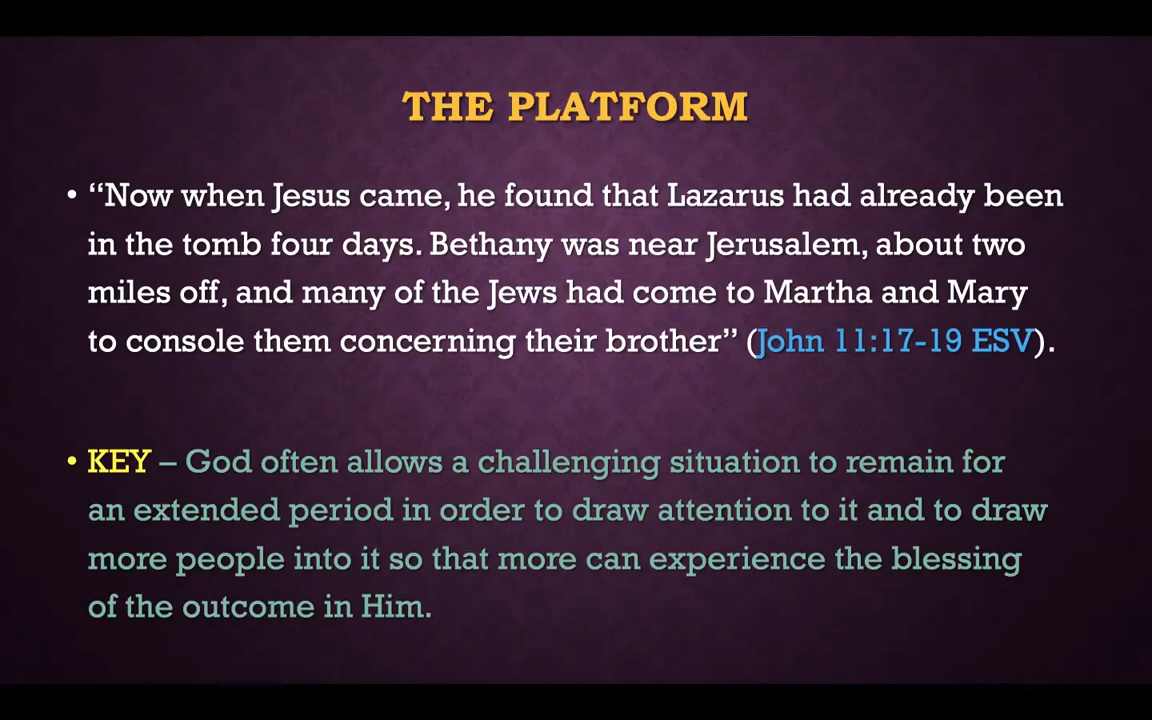 THE PLATFORM
• “Now when Jesus came, he found that Lazarus had already been
in the tomb four days. Bethany was near Jerusalem, about two
miles off, and many of the Jews had come to Martha and Mary
to console them concerning their brother” (John 11:17-19 ESV).
• KEY – God often allows a challenging situation to remain for
an extended period in order to draw attention to it and to draw
more people into it so that more can experience the blessing
of the outcome in Him.